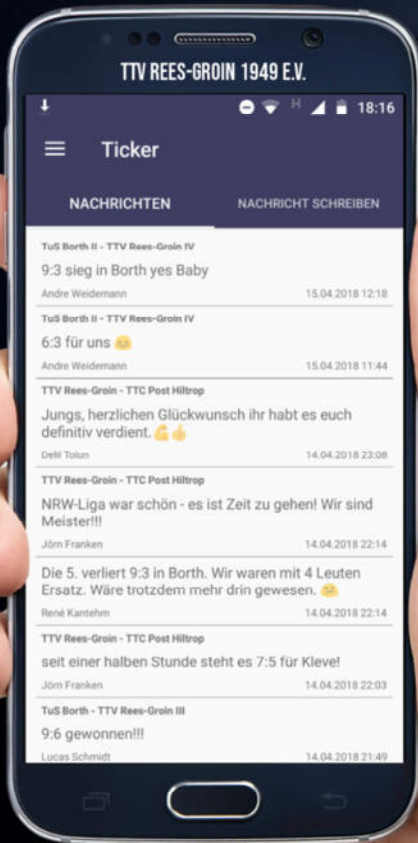 TTV REES-GROIN 1949 E.V.
H 18:16
Ticker
NACHRICHTEN NACHRICHT SCHREIBEN
TuS Borth II - TTV Rees-Groin IV
9:3 sieg in Borth yes Baby
Andre Weidemann 15.04.2018 12:18
TuS Borth II - TTV Rees-Groin IV
6:3 für uns 😊
Andre Weidemann 15.04.2018 11:44
TTV Rees-Groin - TTC Post Hiltrop
Jungs, herzlichen Glückwunsch ihr habt es euch
definitiv verdient.💪👍
Delil Tolun 14.04.2018 23:08
TTV Rees-Groin - TTC Post Hiltrop
NRW-Liga war schön - es ist Zeit zu gehen! Wir sind
Meister!!!
Jörn Franken 14.04.2018 22:14
Die 5. verliert 9:3 in Borth. Wir waren mit 4 Leuten
Ersatz. Wäre trotzdem mehr drin gewesen. 🤗
René Kantehm 14.04.2018 22:14
TTV Rees-Groin - TTC Post Hiltrop
seit einer halben Stunde steht es 7:5 für Kleve!
Jörn Franken 14.04.2018 22:03
TuS Borth - TTV Rees-Groin III
9:6 gewonnen!!!
Lucas Schmidt 14.04.2018 21:49